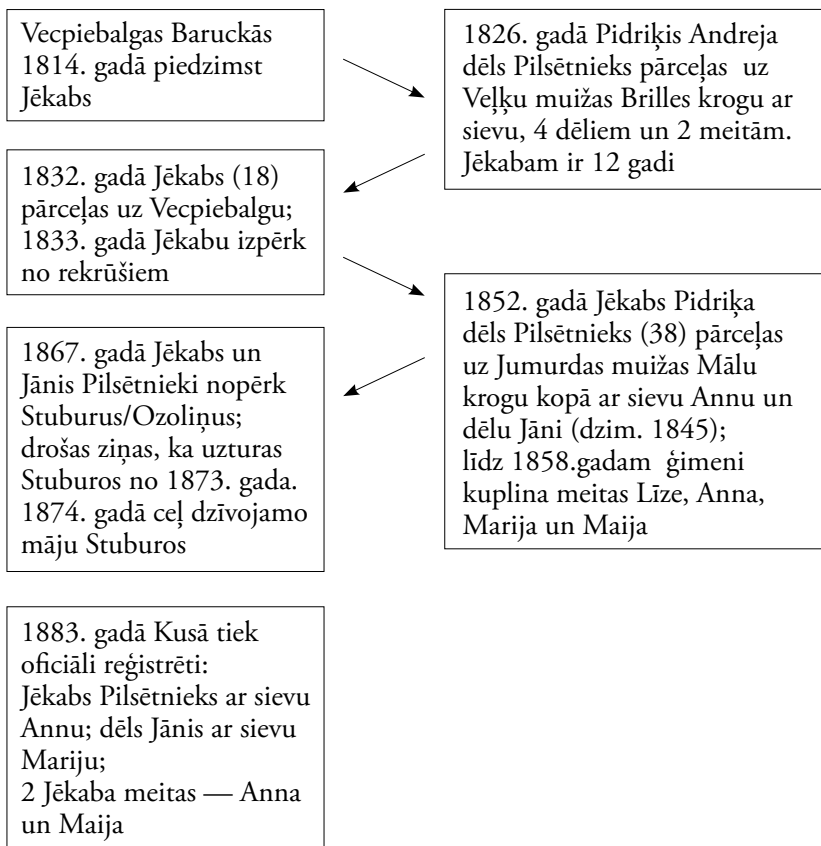 Vecpiebalgas Baruckās
1814. gadā piedzimst
Jēkabs
1826. gadā Pidriķis Andreja
dēls Pilsētnieks pārceļas uz
Veļķu muižas Brilles krogu ar
sievu, 4 dēliem un 2 meitām.
Jēkabam ir 12 gadi
1832. gadā Jēkabs (18)
pārceļas uz Vecpiebalgu;
1833. gadā Jēkabu izpērk
no rekrūšiem
1852. gadā Jēkabs Pidriķa
dēls Pilsētnieks (38) pārceļas
uz Jumurdas muižas Mālu
krogu kopā ar sievu Annu un
dēlu Jāni (dzim. 1845);
līdz 1858.gadam ģimeni
kuplina meitas Līze, Anna,
Marija un Maija
1867. gadā Jēkabs un
Jānis Pilsētnieki nopērk
Stuburus/Ozoliņus;
drošas ziņas, ka uzturas
Stuburos no 1873. gada.
1874. gadā ceļ dzīvojamo
māju Stuburos
1883. gadā Kusā tiek
oficiāli reģistrēti:
Jēkabs Pilsētnieks ar sievu
Annu; dēls Jānis ar sievu
Mariju;
2 Jēkaba meitas — Anna
un Maija